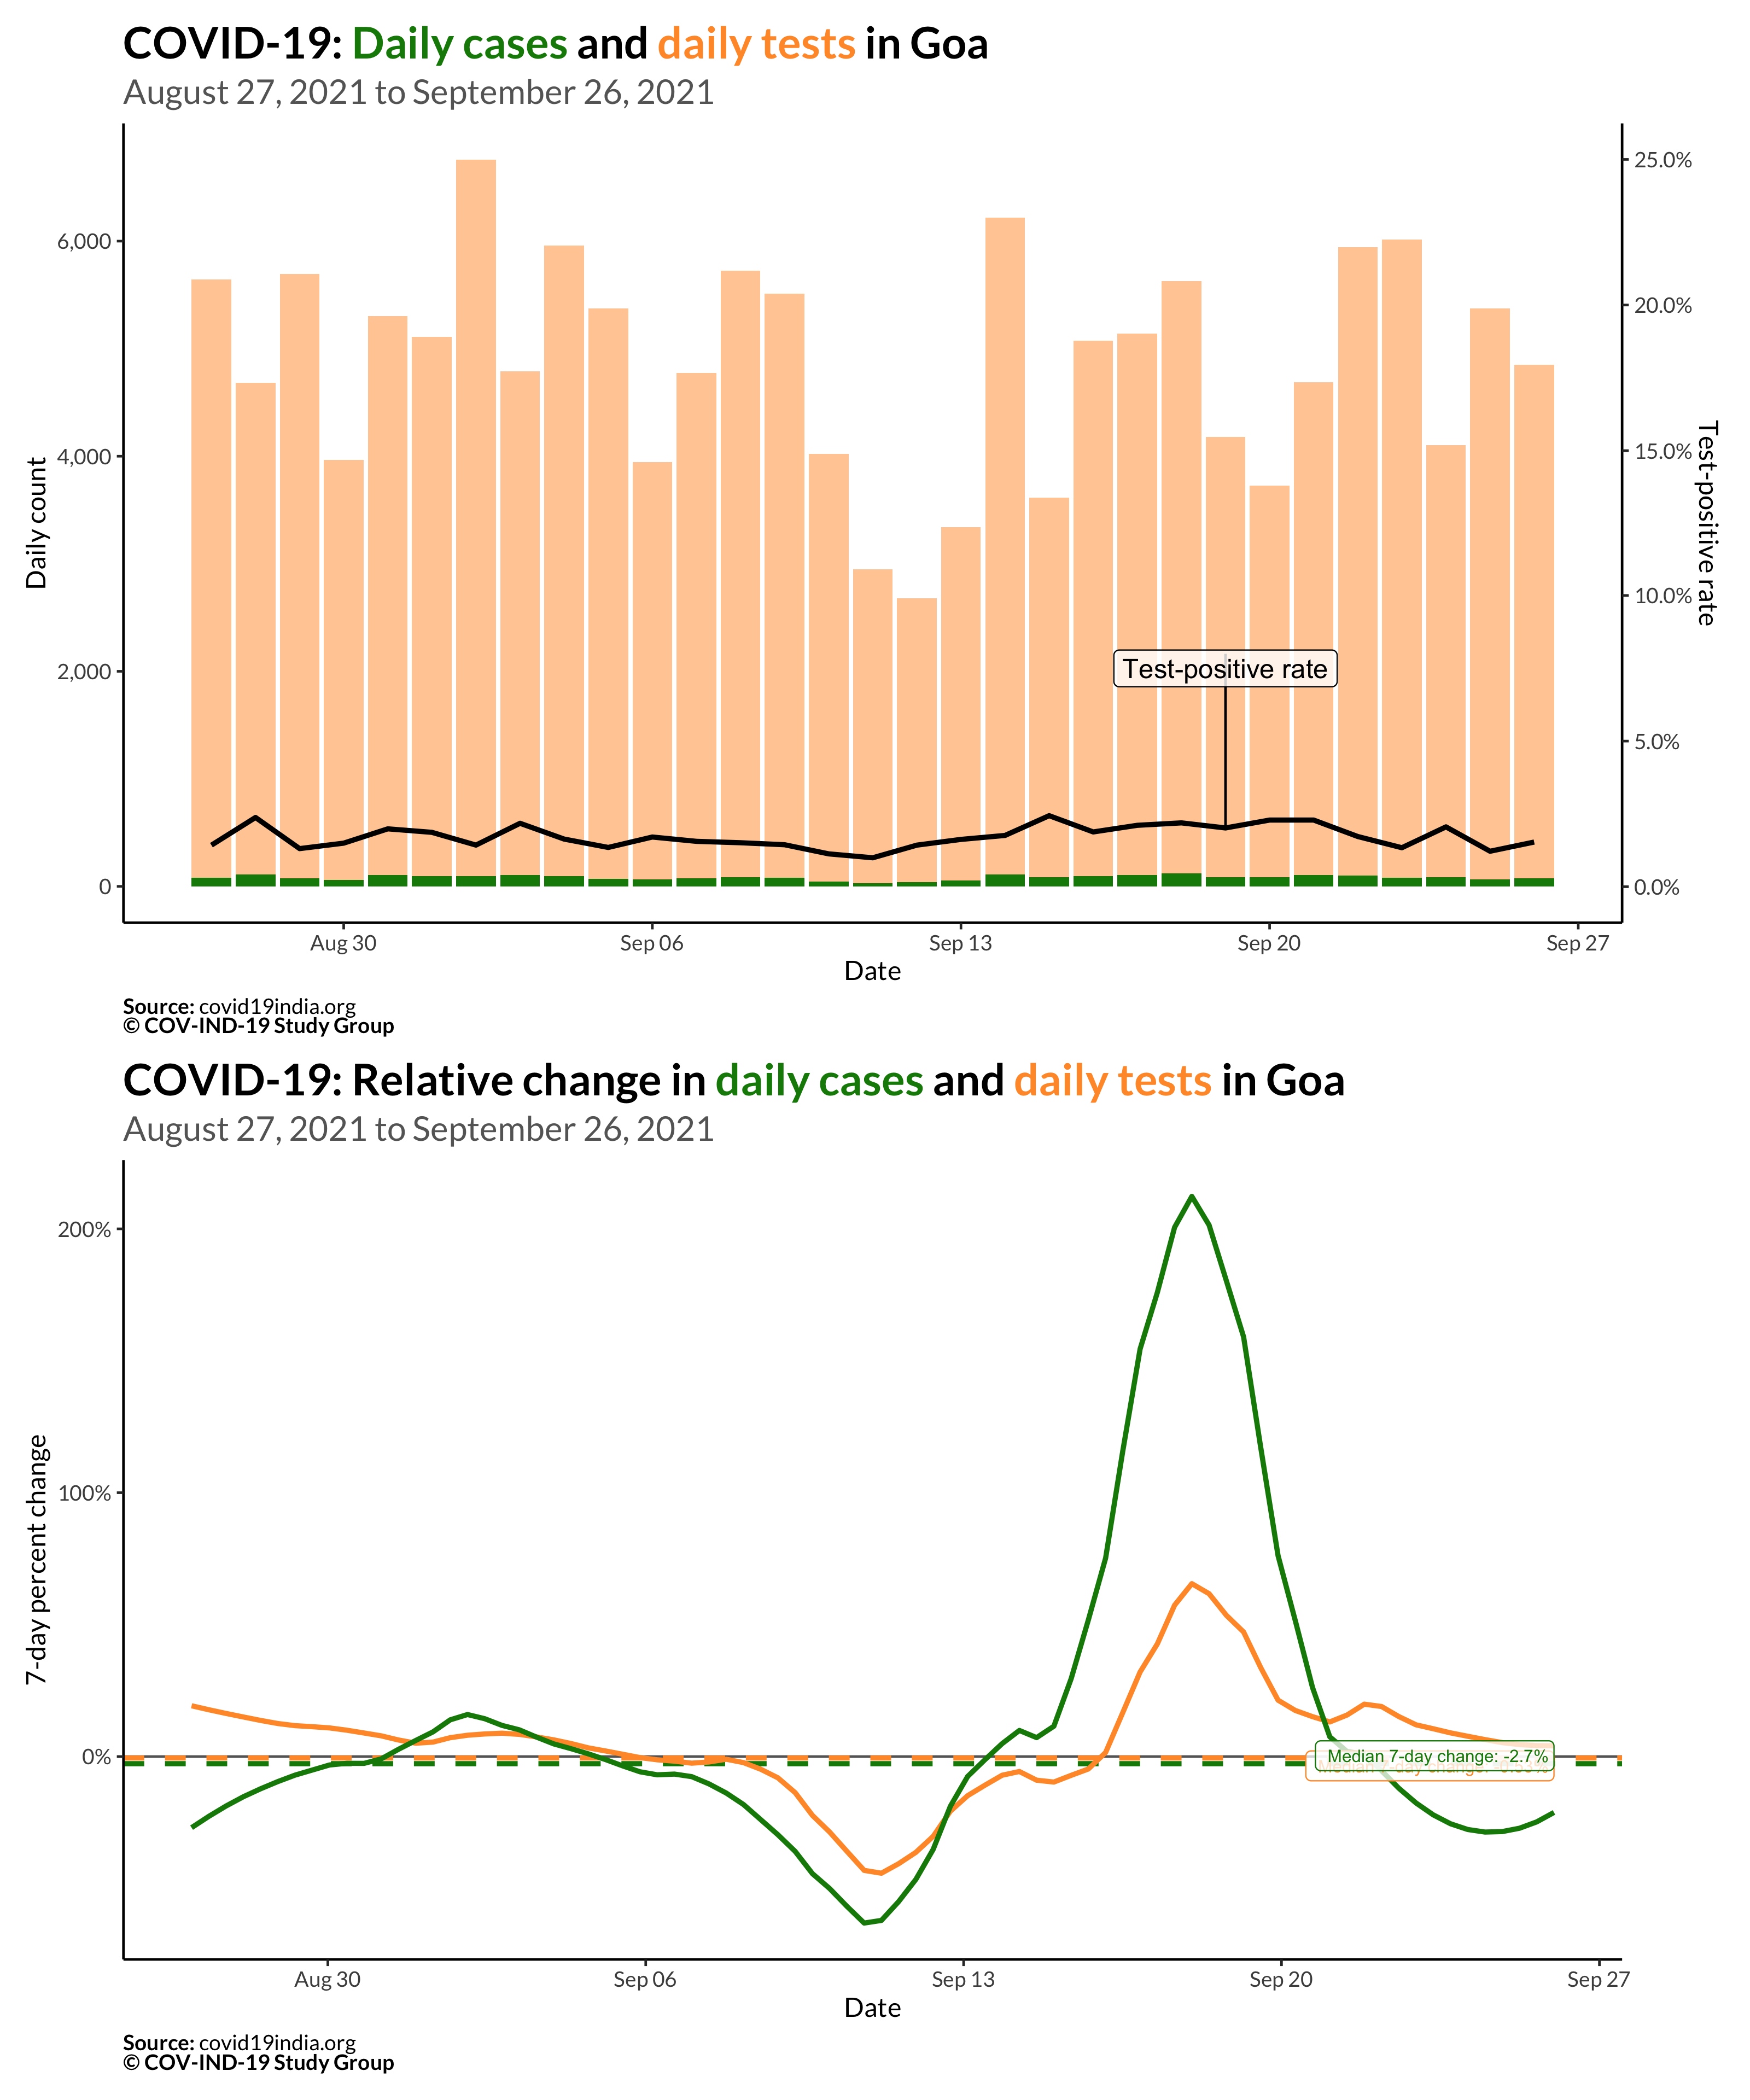 COVID-19: Daily cases and daily tests in Goa
August 27, 2021 to September 26, 2021
Daily count
6,000
4,000
2,000
0
25.0%
20.0%
15.0%
10.0%
5.0%
0.0%
Test-positive rate
Test-positive rate
Aug 30
Sep 06
Sep 13
Sep 20
Sep 27
Date
Source: covid19india.org
© COV-IND-19 Study Group
COVID-19: Relative change in daily cases and daily tests in Goa
August 27, 2021 to September 26, 2021
7-day percent change
200%
100%
0%
Median 7-day change: -2.7%
Aug 30
Sep 06
Sep 13
Sep 20
Sep 27
Date
Source: covid19india.org
© COV-IND-19 Study Group